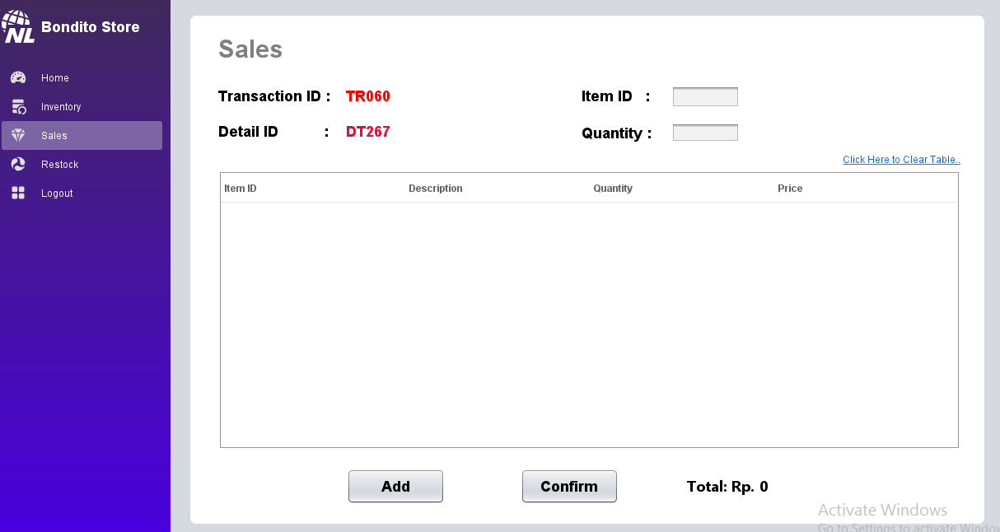 NL Bondito Store
Home
Inventory
Sales
Restock
Logout
Sales
Transaction ID : TR060
Item ID :
Detail ID : DT267
Quantity :
Click Here to Clear Table..
Item ID Description Quantity Price
Add Confirm Total: Rp. 0
Activate Windows
Go to Settings to activate Window